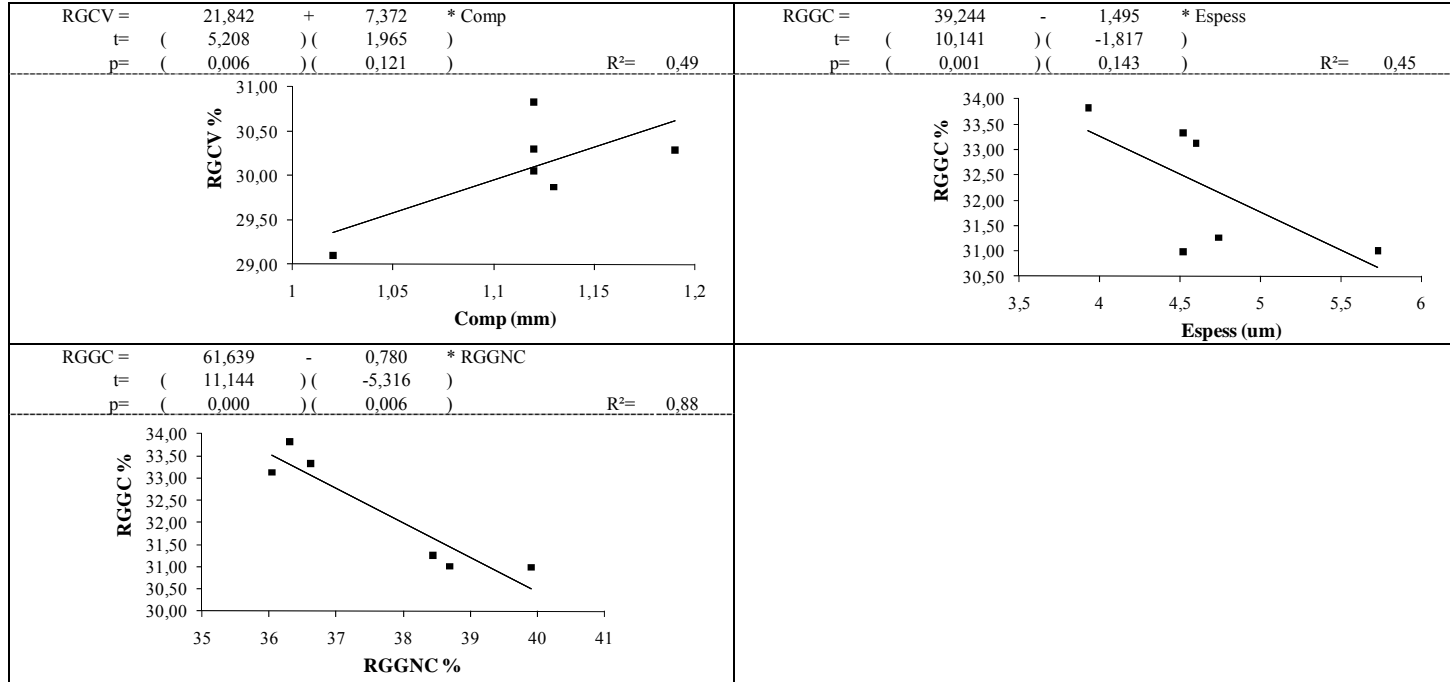 RGCV = 21,842 + 7,372 * Comp
t= ( 5,208 ) ( 1,965 )
p= ( 0,006 ) ( 0,121 ) R²= 0,49
31,00
30,50
30,00
29,50
29,00
RGCV %
1 1,05 1,1 1,15 1,2
Comp (mm)
RGGC = 39,244 - 1,495 * Espess
t= ( 10,141 ) ( -1,817 )
p= ( 0,001 ) ( 0,143 ) R²= 0,45
34,00
33,50
33,00
32,50
32,00
31,50
31,00
30,50
RGGC %
3,5 4 4,5 5 5,5 6
Espess (um)
RGGC = 61,639 - 0,780 * RGGNC
t= ( 11,144 ) ( -5,316 )
p= ( 0,000 ) ( 0,006 ) R²= 0,88
34,00
33,50
33,00
32,50
32,00
31,50
31,00
30,50
30,00
RGGC %
35 36 37 38 39 40 41
RGGNC %